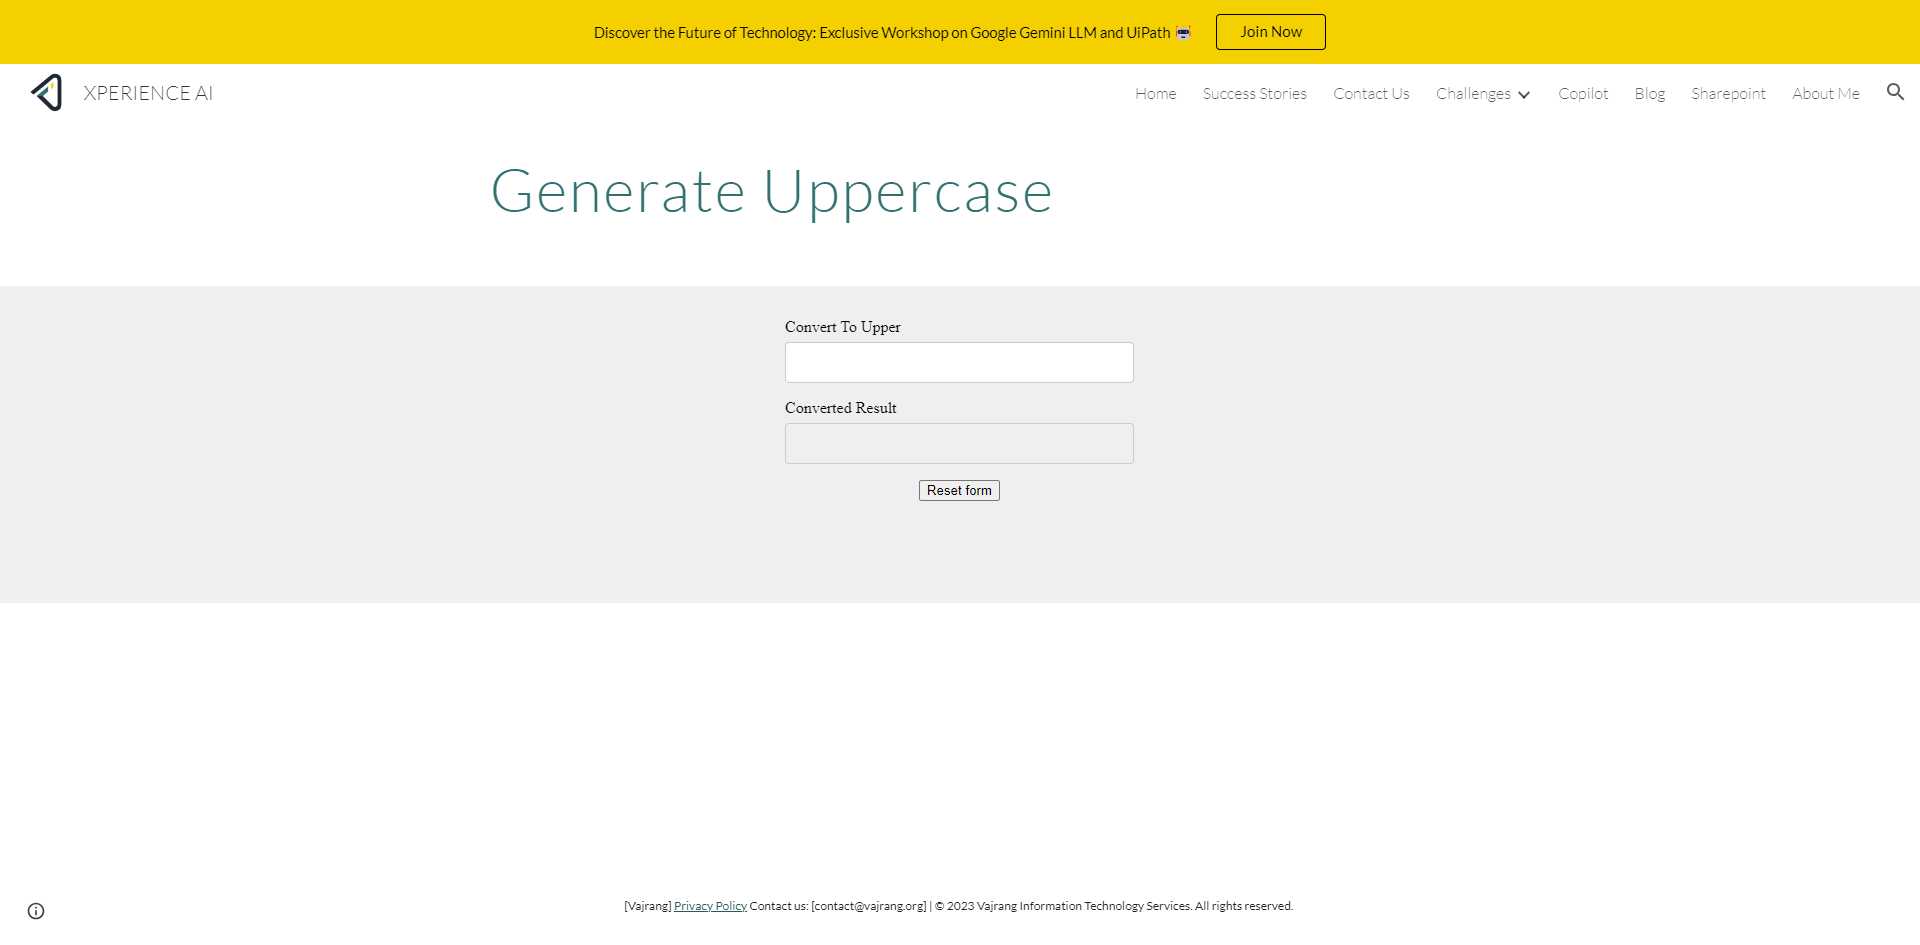 Discover the Future of Technology: Exclusive Workshop on Google Gemini LLM and UiPath 🤖 Join Now
XPERIENCE AI
Home Success Stories Contact Us Challenges Copilot Blog Sharepoint About Me
Generate Uppercase
Convert To Upper
Converted Result
Reset form
[Vajrang] Privacy Policy Contact us: [contact@vajrang.org] | © 2023 Vajrang Information Technology Services. All rights reserved.